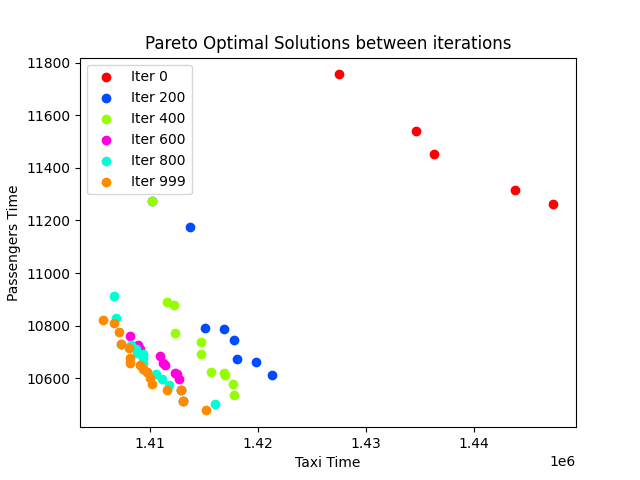 Pareto Optimal Solutions between iterations
Iter 0
Iter 200
Iter 400
Iter 600
Iter 800
Iter 999
Passengers Time
11800
11600
11400
11200
11000
10800
10600
1.41
1.42
1.43
1.44
Taxi Time
1e6